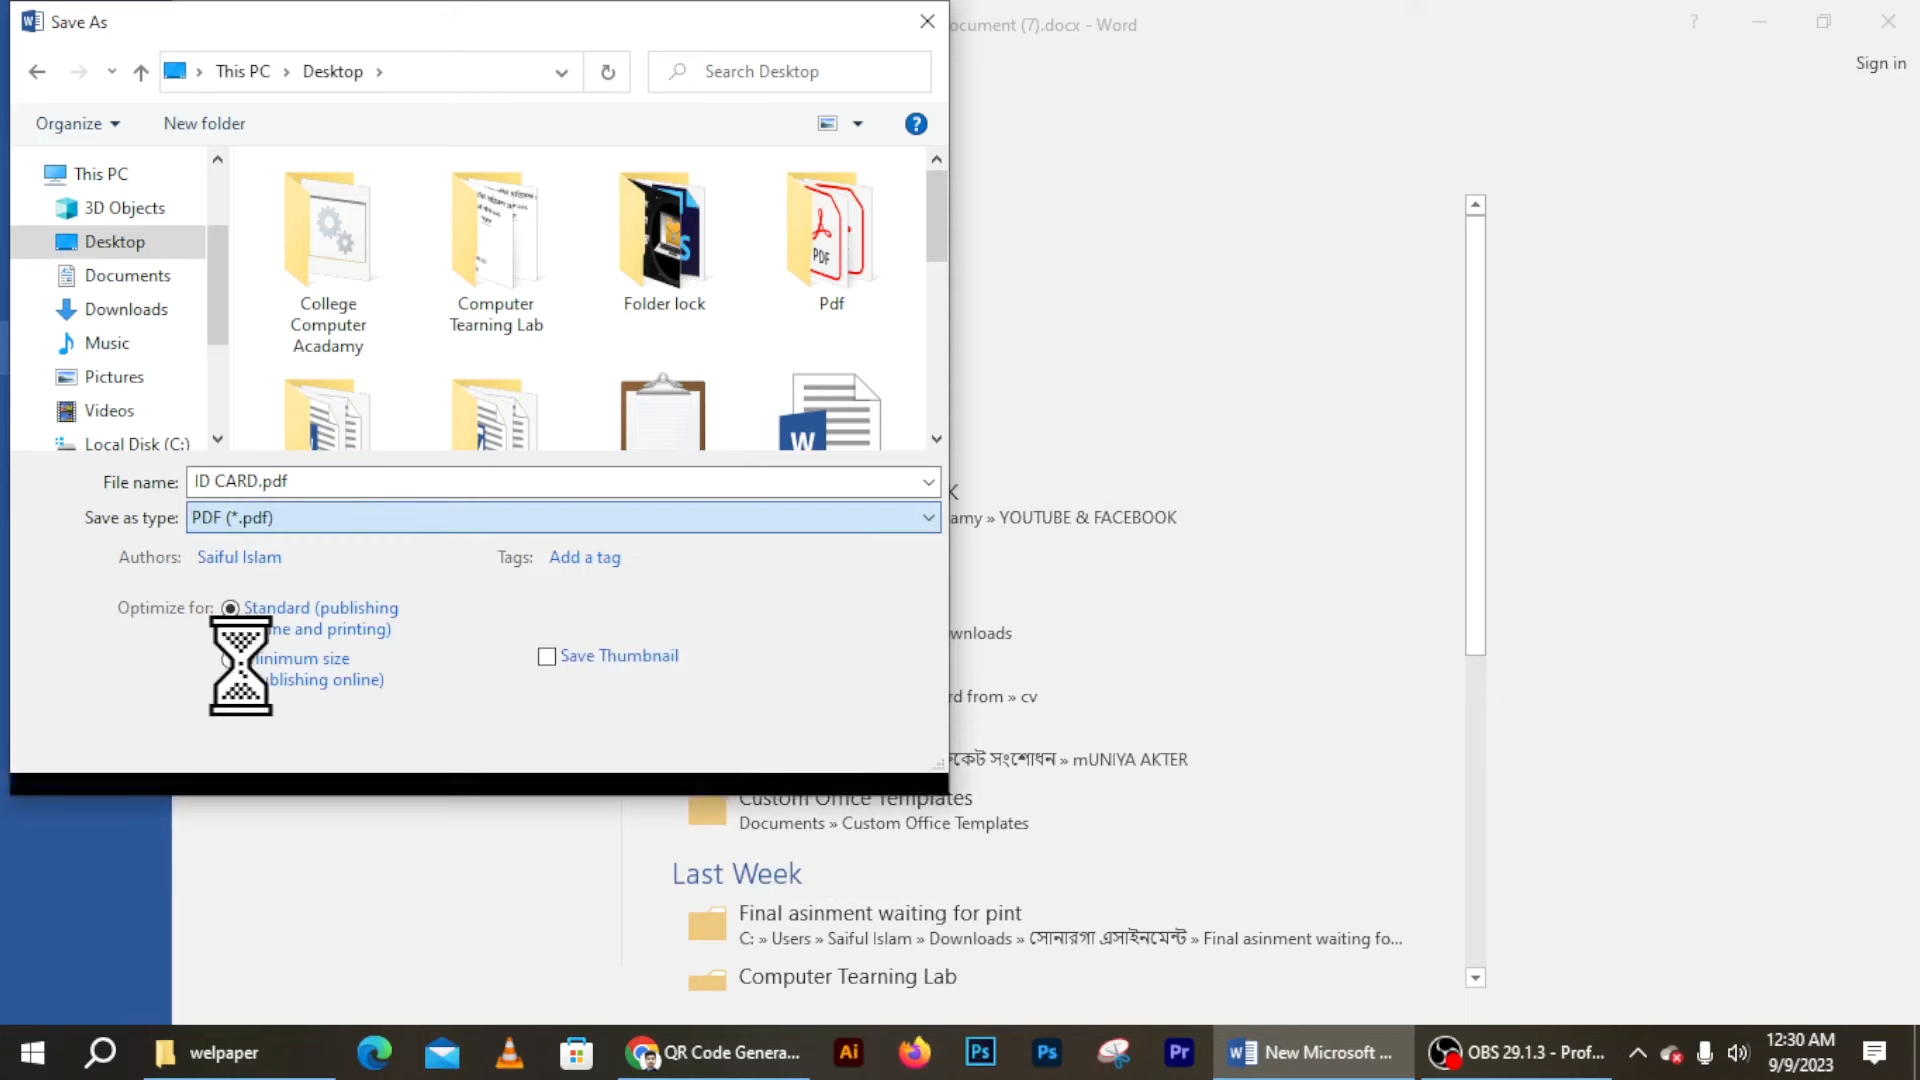 Save As
ocument (7).docx - Word
Sign in
This PC
Desktop
Search Desktop
Organize
New folder
This PC
3D Objects
Desktop
Documents
Downloads
Music
Pictures
Videos
Local Disk (C:)
College
Computer
Acadamy
Computer
Tearning Lab
Folder lock
Pdf
File name:
ID CARD.pdf
Save as type:
PDF (*.pdf)
Authors:
Saiful Islam
Tags:
Add a tag
Optimize for:
Standard (publishing
ne and printing)
inimum size
blishing online)
Save Thumbnail
K
amy » YOUTUBE & FACEBOOK
wnloads
rd from » cv
সংশোধন » mUNIYA AKTER
Custom Office Templates
Documents » Custom Office Templates
Last Week
Final asinment waiting for pint
C: » Users » Saiful Islam » Downloads » সোনারগা এসাইনমেন্ট » Final asinment waiting fo...
Computer Tearning Lab
welpaper
QR Code Genera...
New Microsoft ...
OBS 29.1.3 - Prof...
12:30 AM
9/9/2023